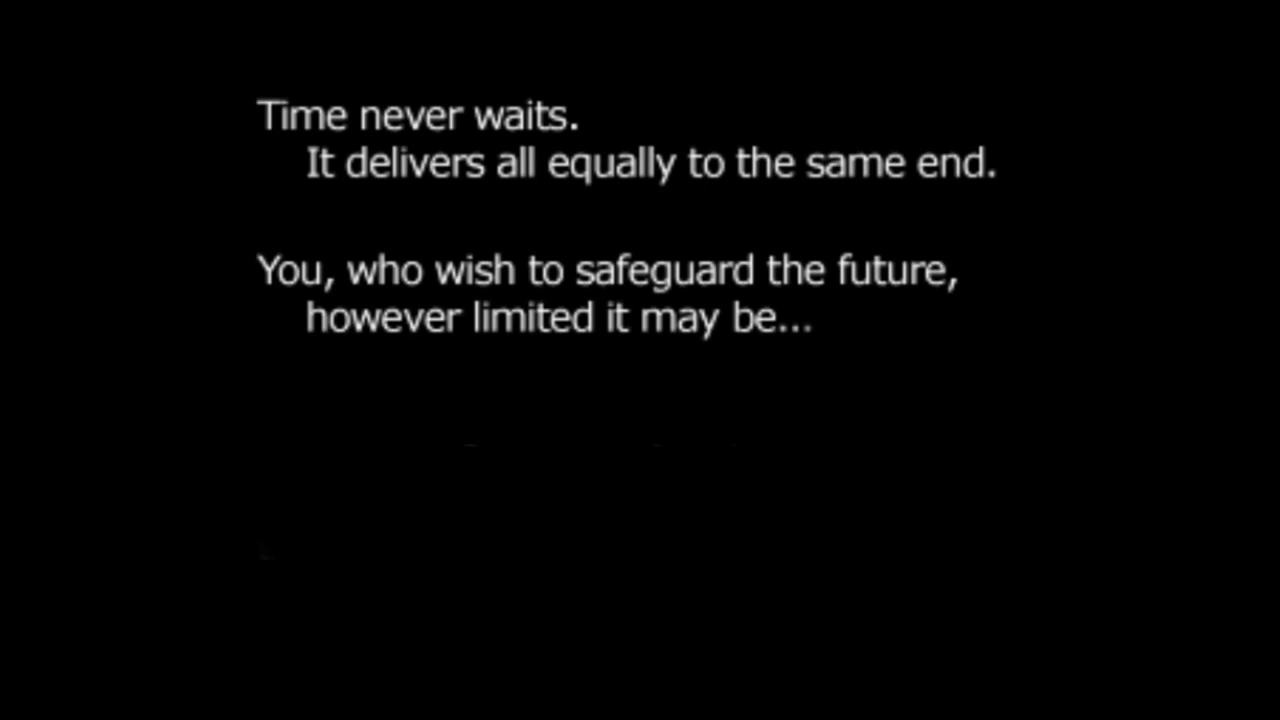 Time never waits.
It delivers all equally to the same end.
You, who wish to safeguard the future,
however limited it may be...